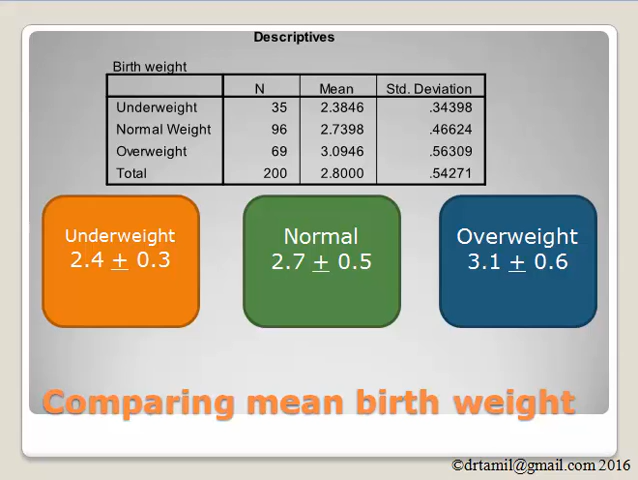 Descriptives
Birth weight
N Mean Std. Deviation
Underweight 35 2.3846 .34398
Normal Weight 96 2.7398 .46624
Overweight 69 3.0946 .56309
Total 200 2.8000 .54271
Underweight
2.4 + 0.3
Normal
2.7 + 0.5
Overweight
3.1 + 0.6
Comparing mean birth weight
©drtamil@gmail.com 2016